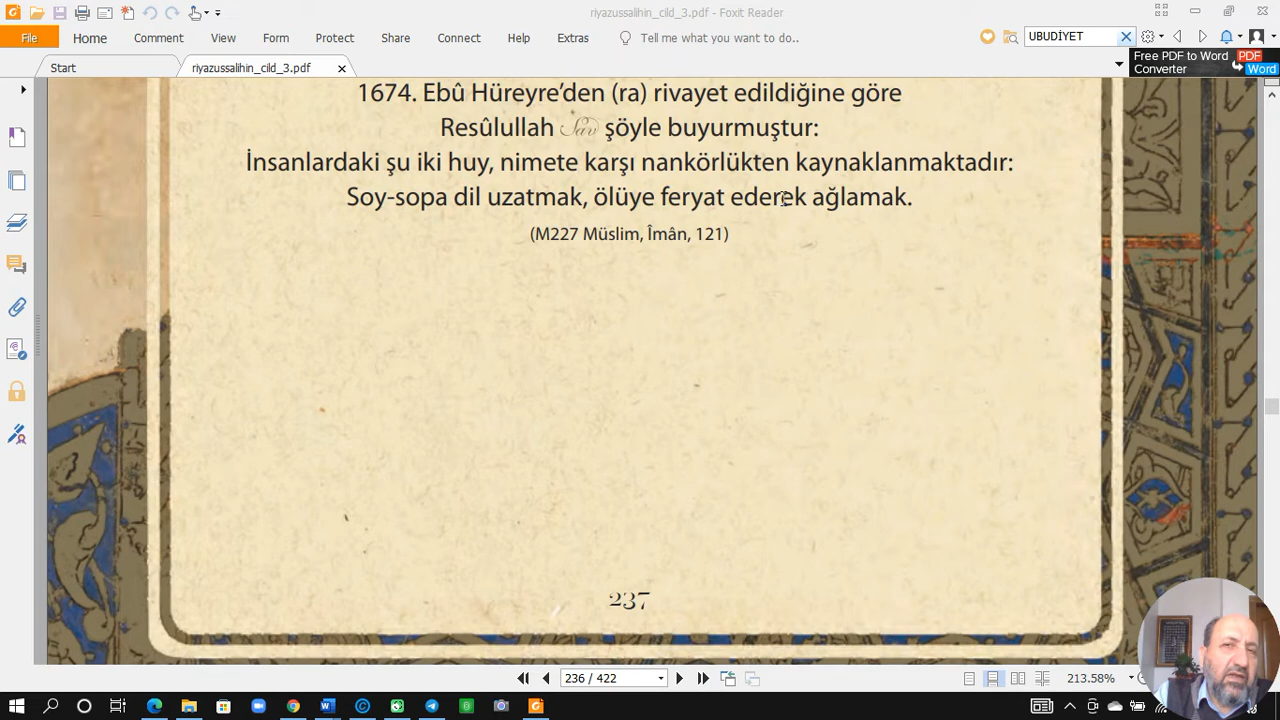 riyazussalihin_cild_3.pdf - Foxit Reader
File Home Comment View Form Protect Share Connect Help Extras Tell me what you want to do.. UBUDİYET
Start riyazussalihin_cild_3.pdf
Free PDF to Word PDF
Converter Word
1674. Ebû Hüreyre’den (ra) rivayet edildiğine göre
Resûlullah Sav şöyle buyurmuştur:
İnsanlardaki şu iki huy, nimete karşı nankörlükten kaynaklanmaktadır:
Soy-sopa dil uzatmak, ölüye feryat ederek ağlamak.
(M227 Müslim, Îmân, 121)
237
236 / 422 213.58%